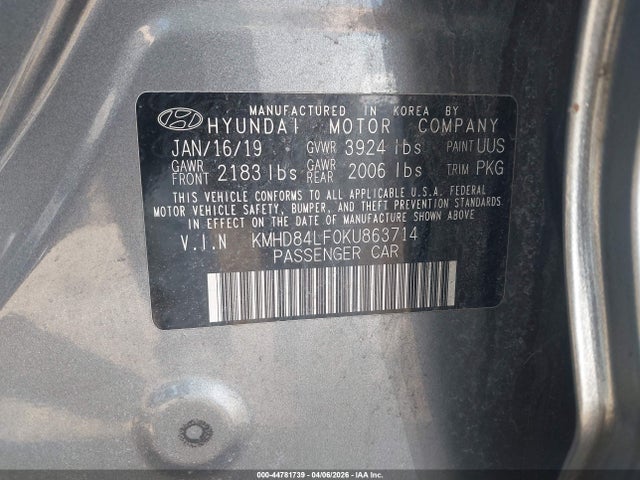 MANUFACTURED IN KOREA BY
HYUNDAI MOTOR COMPANY
JAN/16/19 GVWR 3924 lbs PAINT UUS
GAWR FRONT 2183 lbs GAWR REAR 2006 lbs TRIM PKG
THIS VEHICLE CONFORMS TO ALL APPLICABLE U.S.A. FEDERAL
MOTOR VEHICLE SAFETY, BUMPER, AND THEFT PREVENTION STANDARDS
IN EFFECT ON THE DATE OF MANUFACTURE SHOWN ABOVE.
V.I.N KMHD84LF0KU863714
PASSENGER CAR
000-44781739 | 04/06/2026 | IAA Inc.